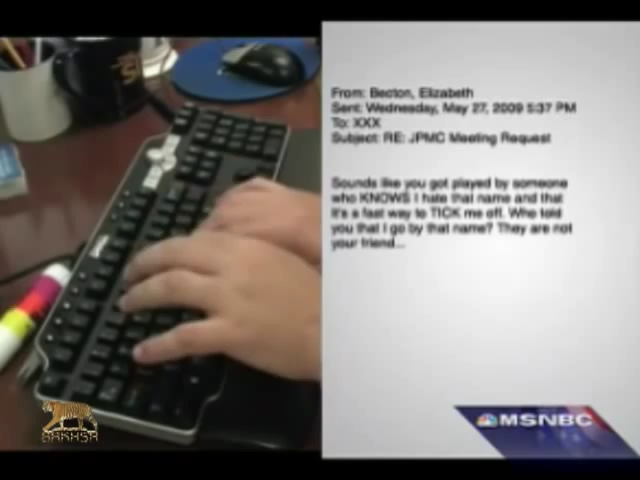 From: Becton, Elizabeth
Sent: Wednesday, May 27, 2009 5:37 PM
To: XXX
Subject: RE: JPMC Meeting Request
Sounds like you got played by someone
who KNOWS I hate that name and that
it's a fast way to TICK me off. Who told
you that I go by that name? They are not
your friend...
MSNBC